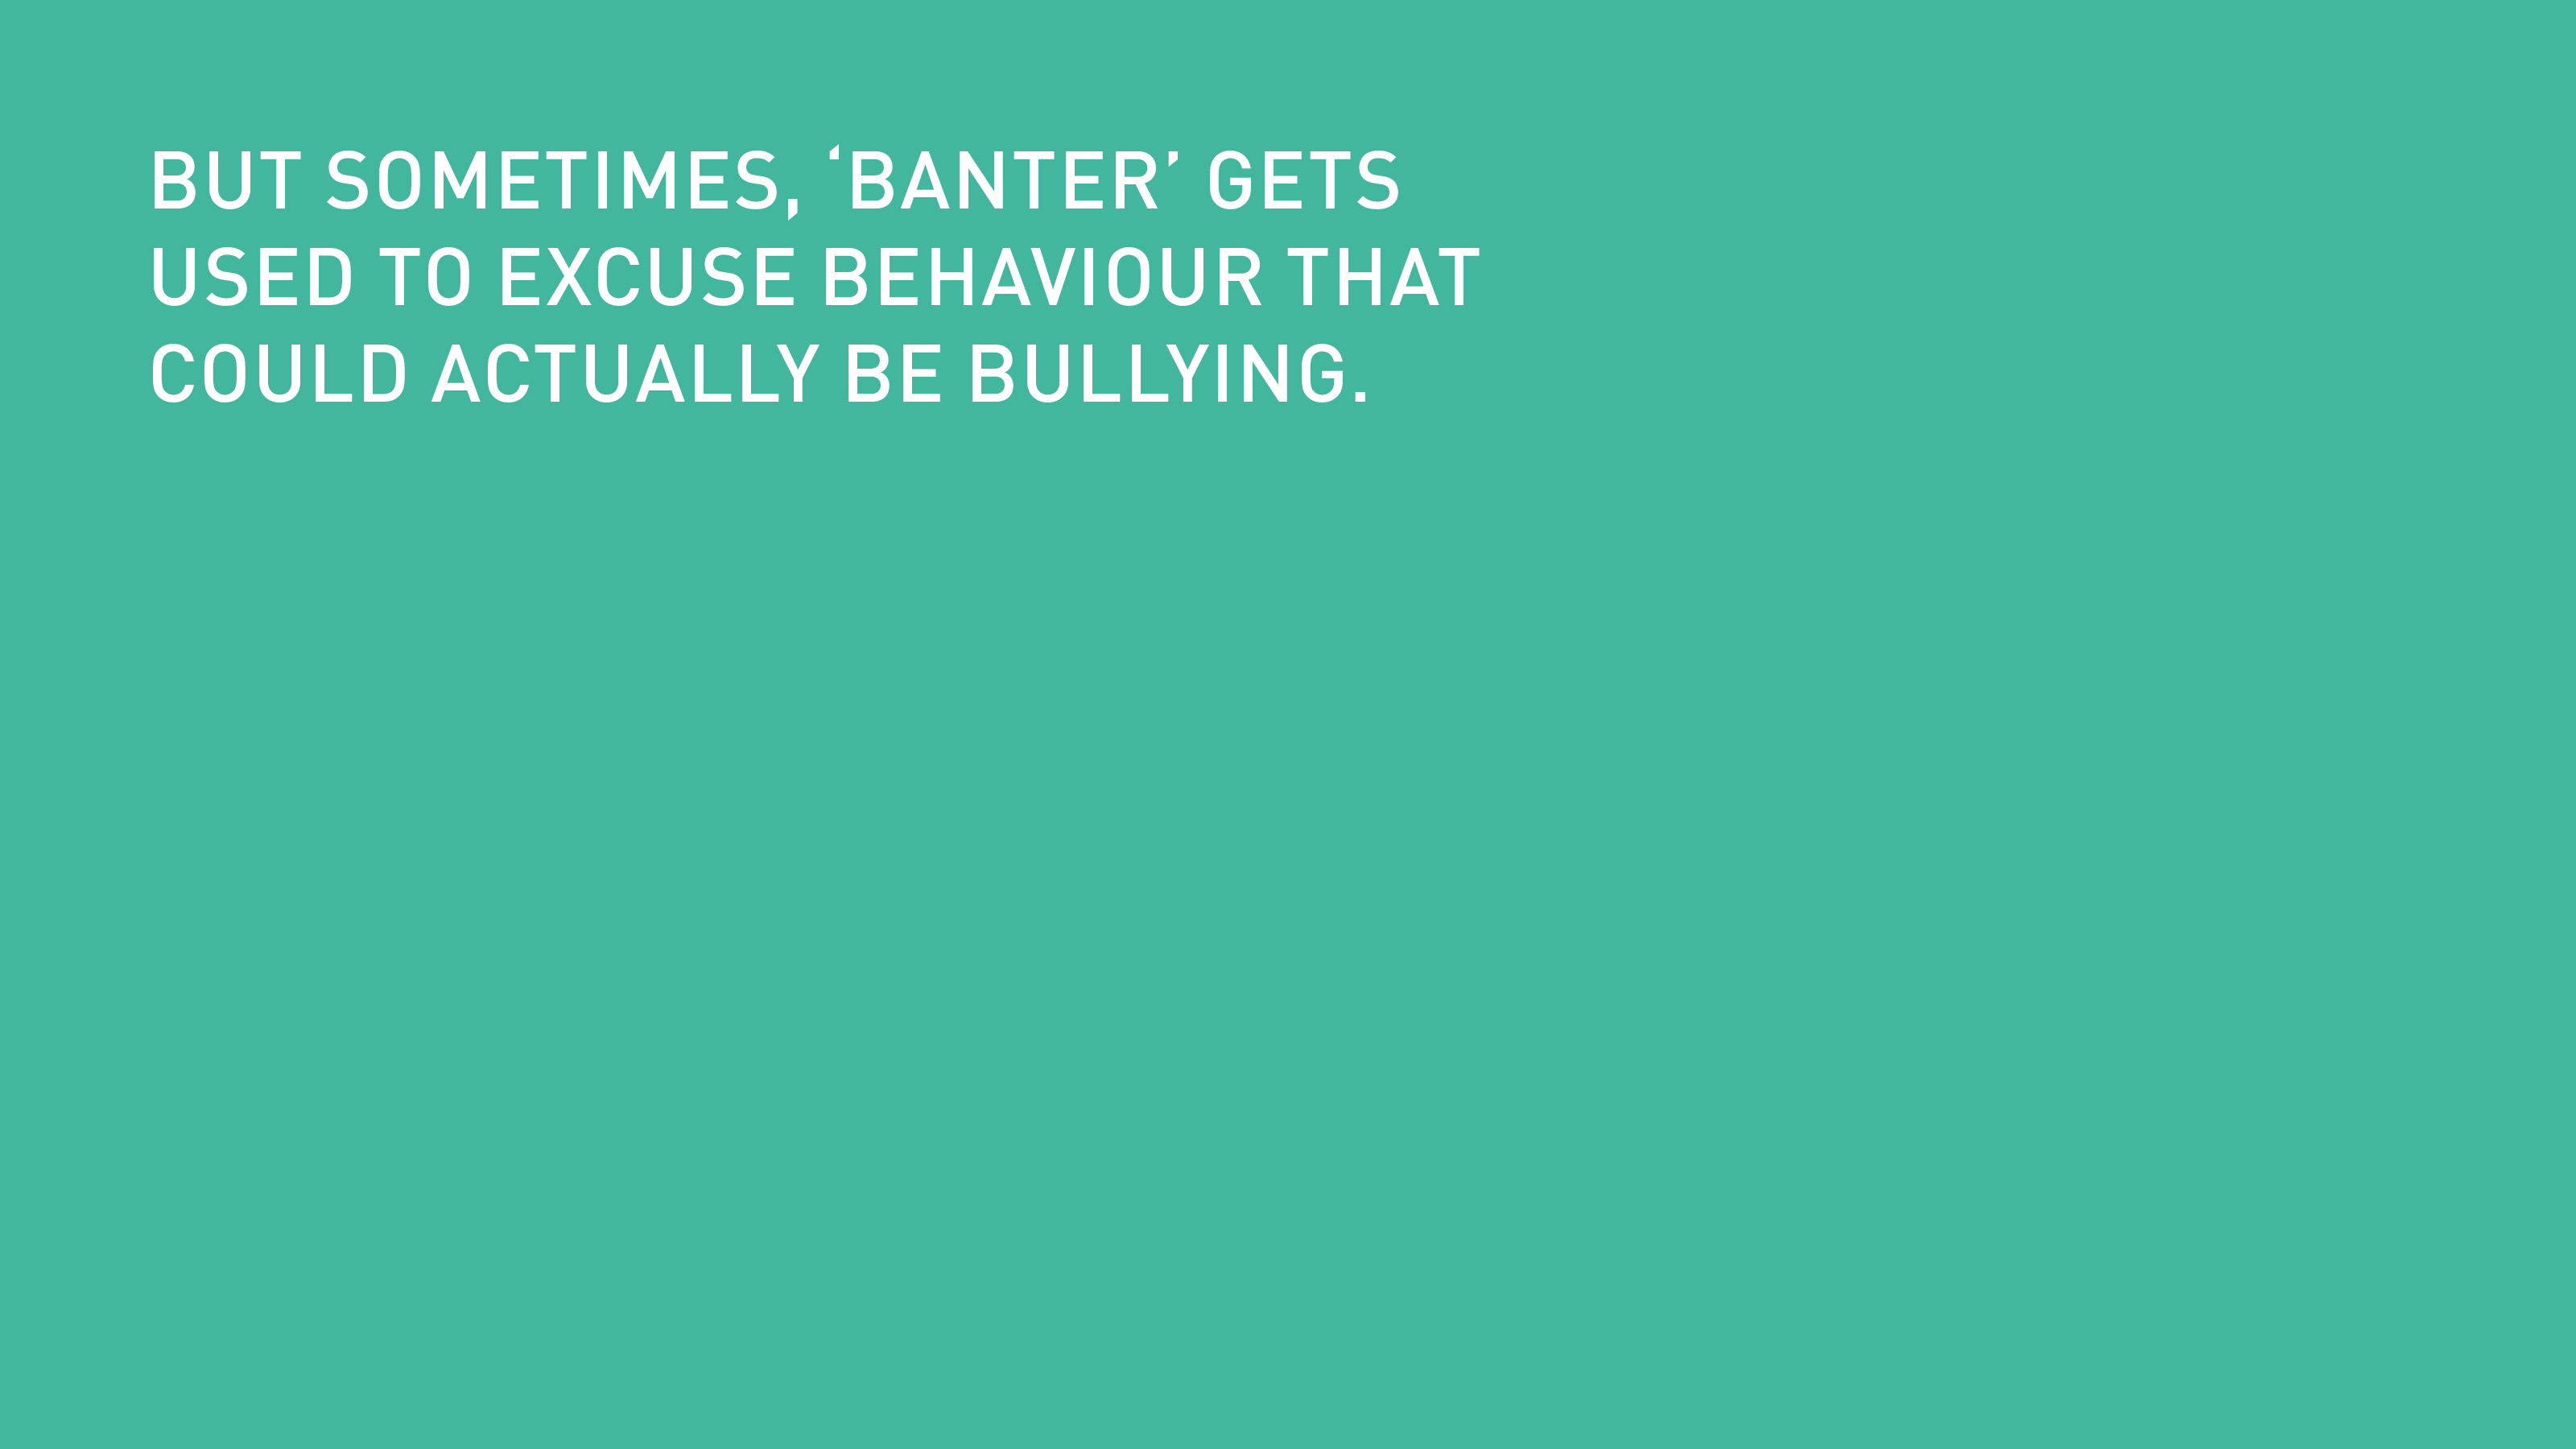 BUT SOMETIMES, ‘BANTER’ GETS
USED TO EXCUSE BEHAVIOUR THAT
COULD ACTUALLY BE BULLYING.